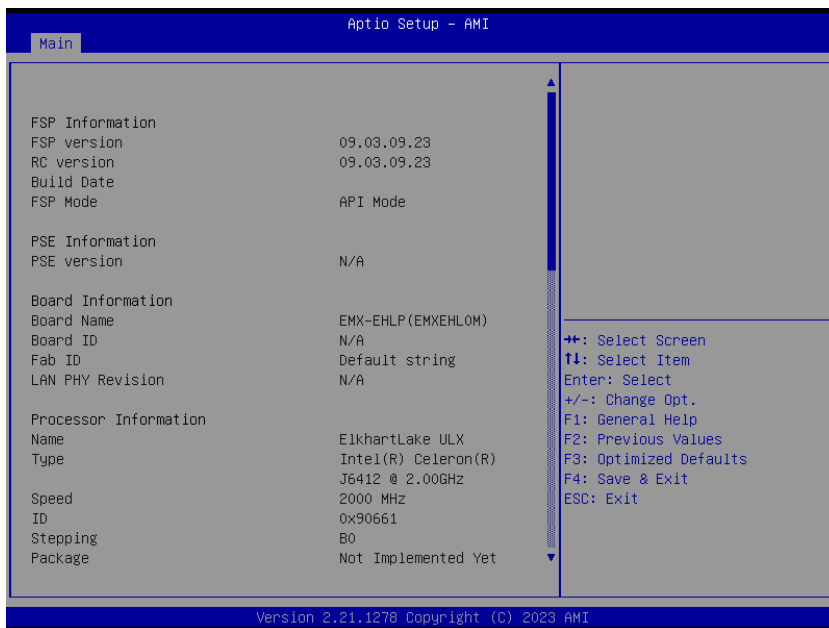 Aptio Setup – AMI
Main
FSP Information
FSP version 09.03.09.23
RC version 09.03.09.23
Build Date
FSP Mode API Mode
PSE Information
PSE version N/A
Board Information
Board Name EMX-EHLP(EMXEHLOM)
Board ID N/A
Fab ID Default string
LAN PHY Revision N/A
Processor Information
Name ElkhartLake ULX
Type Intel(R) Celeron(R)
J6412 @ 2.00GHz
Speed 2000 MHz
ID 0x90661
Stepping B0
Package Not Implemented Yet
→←: Select Screen
↑↓: Select Item
Enter: Select
+/-: Change Opt.
F1: General Help
F2: Previous Values
F3: Optimized Defaults
F4: Save & Exit
ESC: Exit
Version 2.21.1278 Copyright (C) 2023 AMI